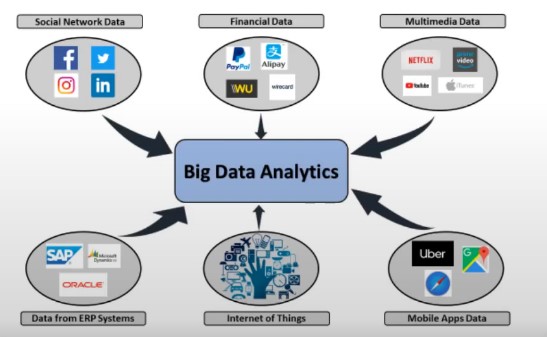 Social Network Data
Financial Data
Multimedia Data
PayPal
Alipay
WU
wirecard
NETFLIX
prime video
YouTube
iTunes
in
Big Data Analytics
SAP
Microsoft
Dynamics
ORACLE
Uber
Data from ERP Systems
Internet of Things
Mobile Apps Data